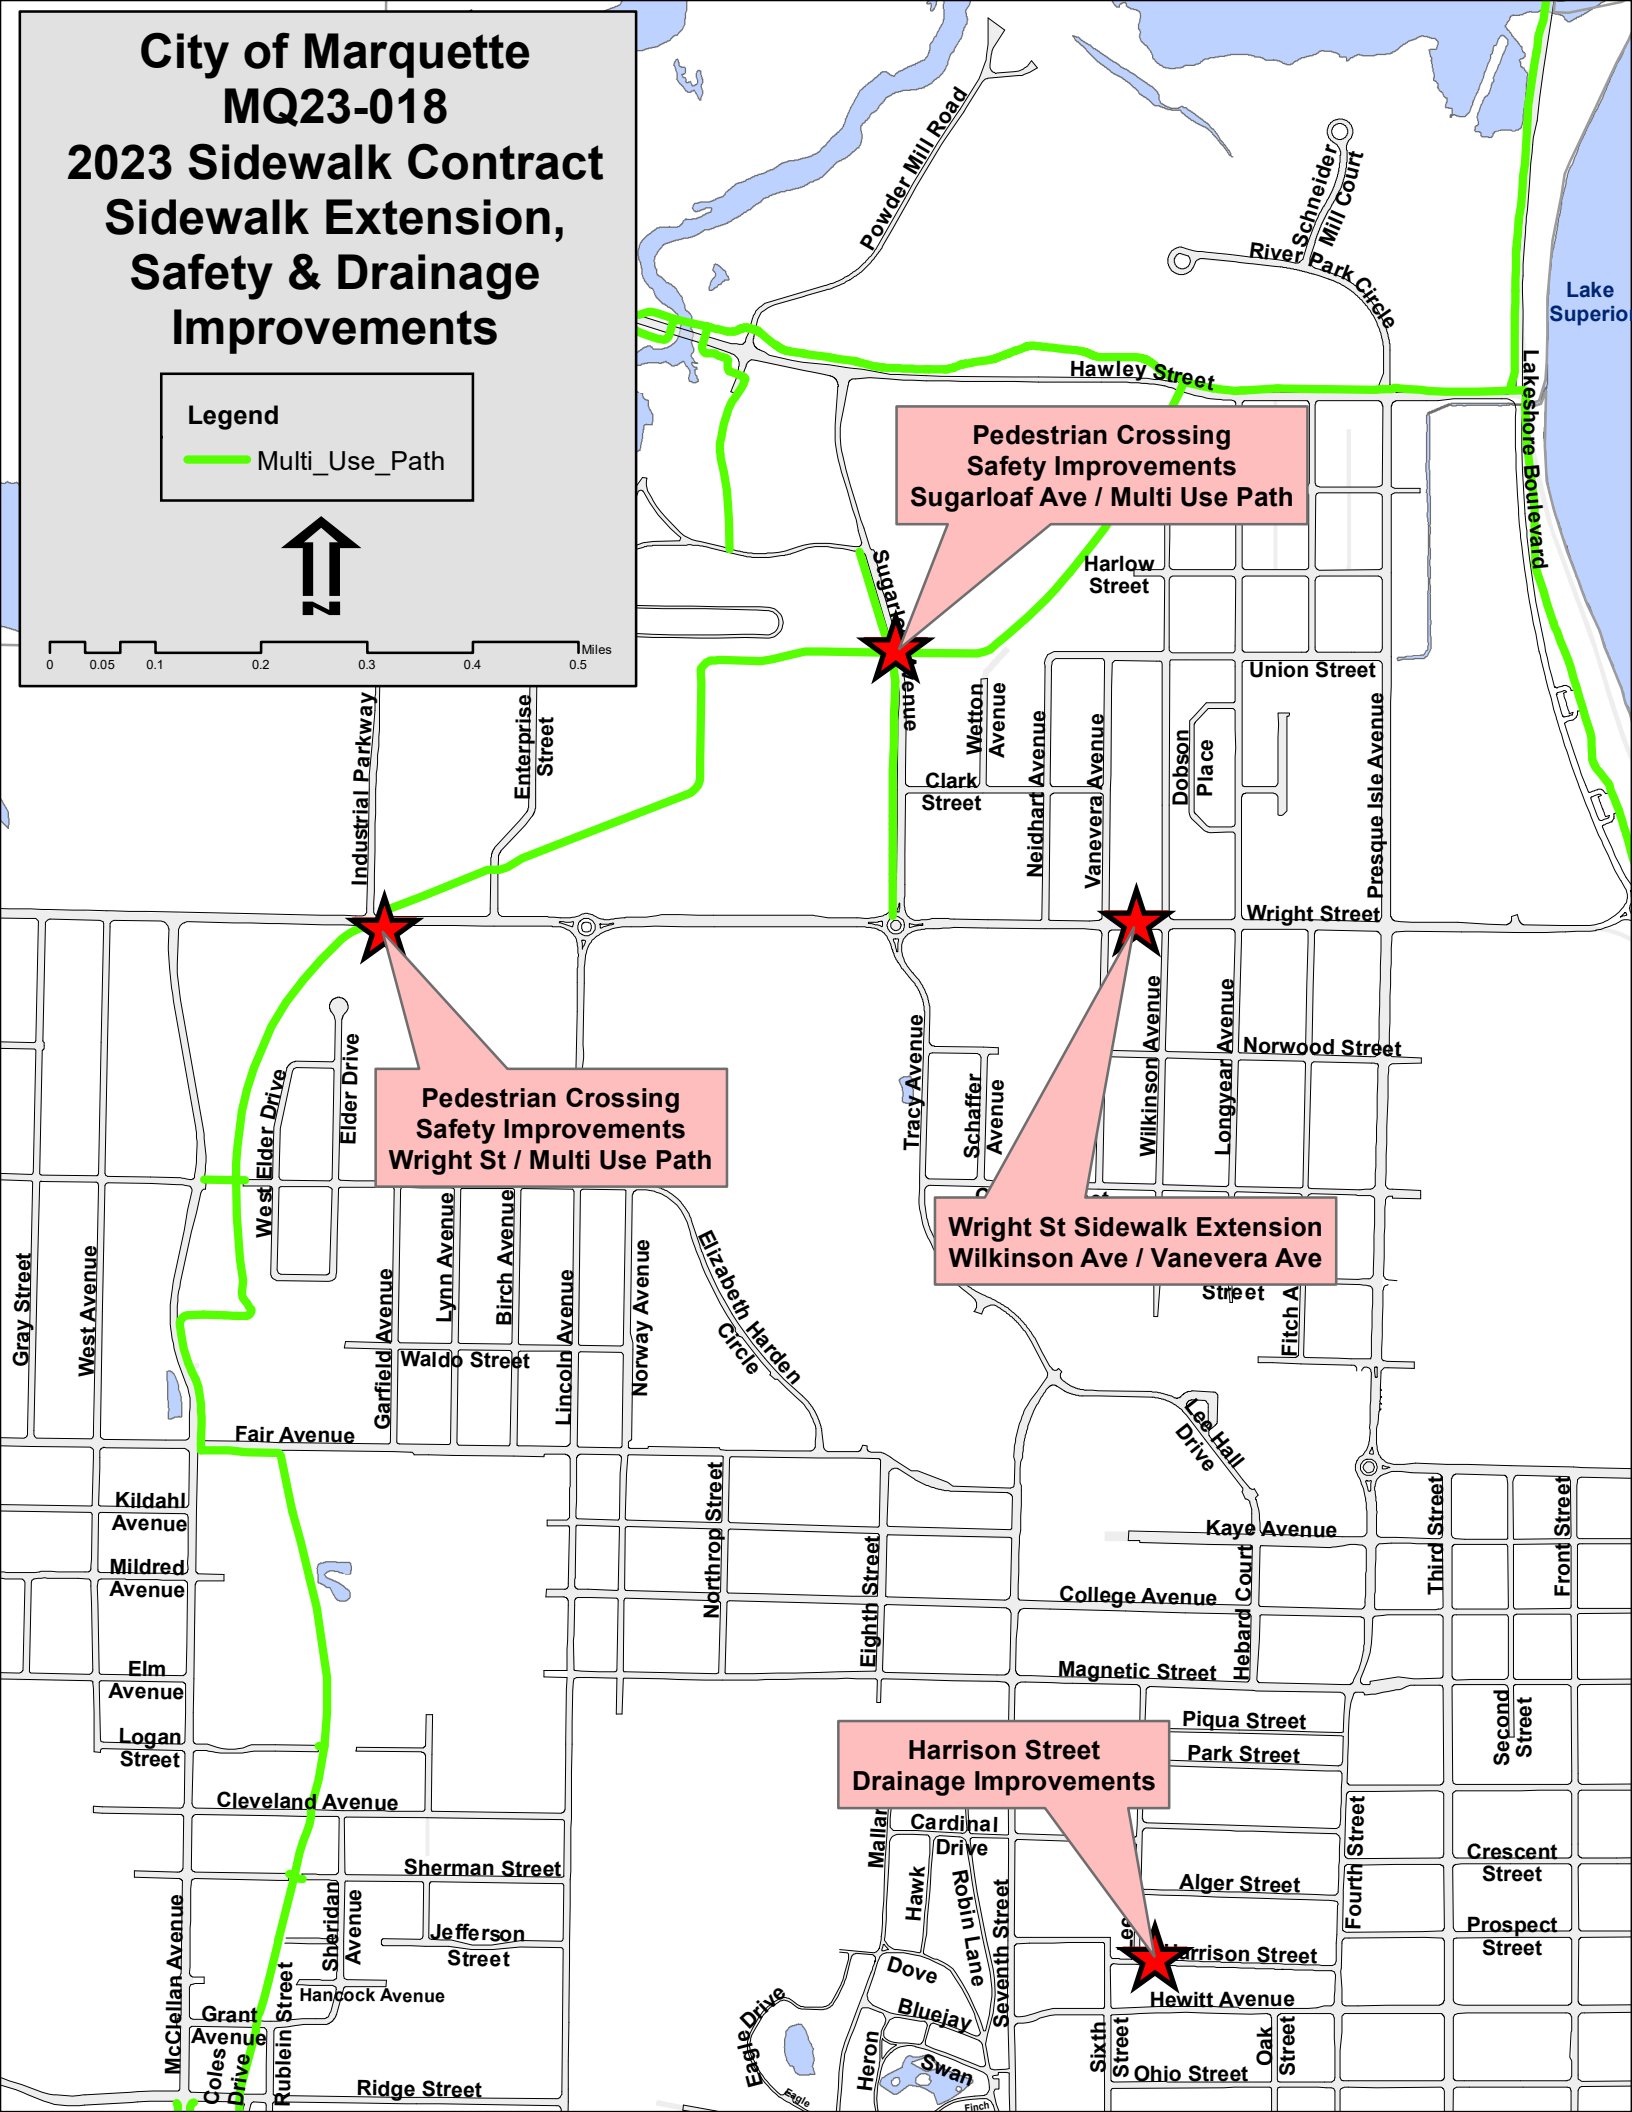 City of Marquette
MQ23-018
2023 Sidewalk Contract
Sidewalk Extension,
Safety & Drainage
Improvements
Legend
Multi_Use_Path
N
0
0.05
0.1
0.2
0.3
0.4
0.5
Miles
Powder Mill Road
Schneider
Mill Court
River Park Circle
Lake
Superior
Hawley Street
Lakeshore Boulevard
Pedestrian Crossing
Safety Improvements
Sugarloaf Ave / Multi Use Path
Harlow
Street
Union Street
Industrial Parkway
Enterprise
Street
Wetton
Avenue
Clark
Street
Neidhart Avenue
Vanevera Avenue
Dobson
Place
Presque Isle Avenue
Wright Street
Elder Drive
West Elder Drive
Pedestrian Crossing
Safety Improvements
Wright St / Multi Use Path
Tracy Avenue
Schaffer
Avenue
Wilkinson Avenue
Longyear Avenue
Norwood Street
Wright St Sidewalk Extension
Wilkinson Ave / Vanevera Ave
Street
Gray Street
West Avenue
Garfield Avenue
Lynn Avenue
Birch Avenue
Lincoln Avenue
Norway Avenue
Elizabeth Harden
Circle
Waldo Street
Lee Hall
Drive
Fair Avenue
Kildahl
Avenue
Mildred
Avenue
Northrop Street
Eighth Street
Kaye Avenue
College Avenue
Hebard Court
Third Street
Front Street
Elm
Avenue
Magnetic Street
Logan
Street
Piqua Street
Park Street
Second
Street
Harrison Street
Drainage Improvements
Cleveland Avenue
Cardinal
Drive
Sherman Street
Hawk
Robin Lane
Seventh Street
Alger Street
Fourth Street
Crescent
Street
McClellan Avenue
Sheridan
Avenue
Jefferson
Street
Lee
Harrison Street
Prospect
Street
Hancock Avenue
Dove
Hewitt Avenue
Grant
Avenue
Rublein Street
Eagle Drive
Bluejay
Sixth
Street
Oak
Street
Coles
Drive
Heron
Swan
Ohio Street
Ridge Street
Eagle
Finch